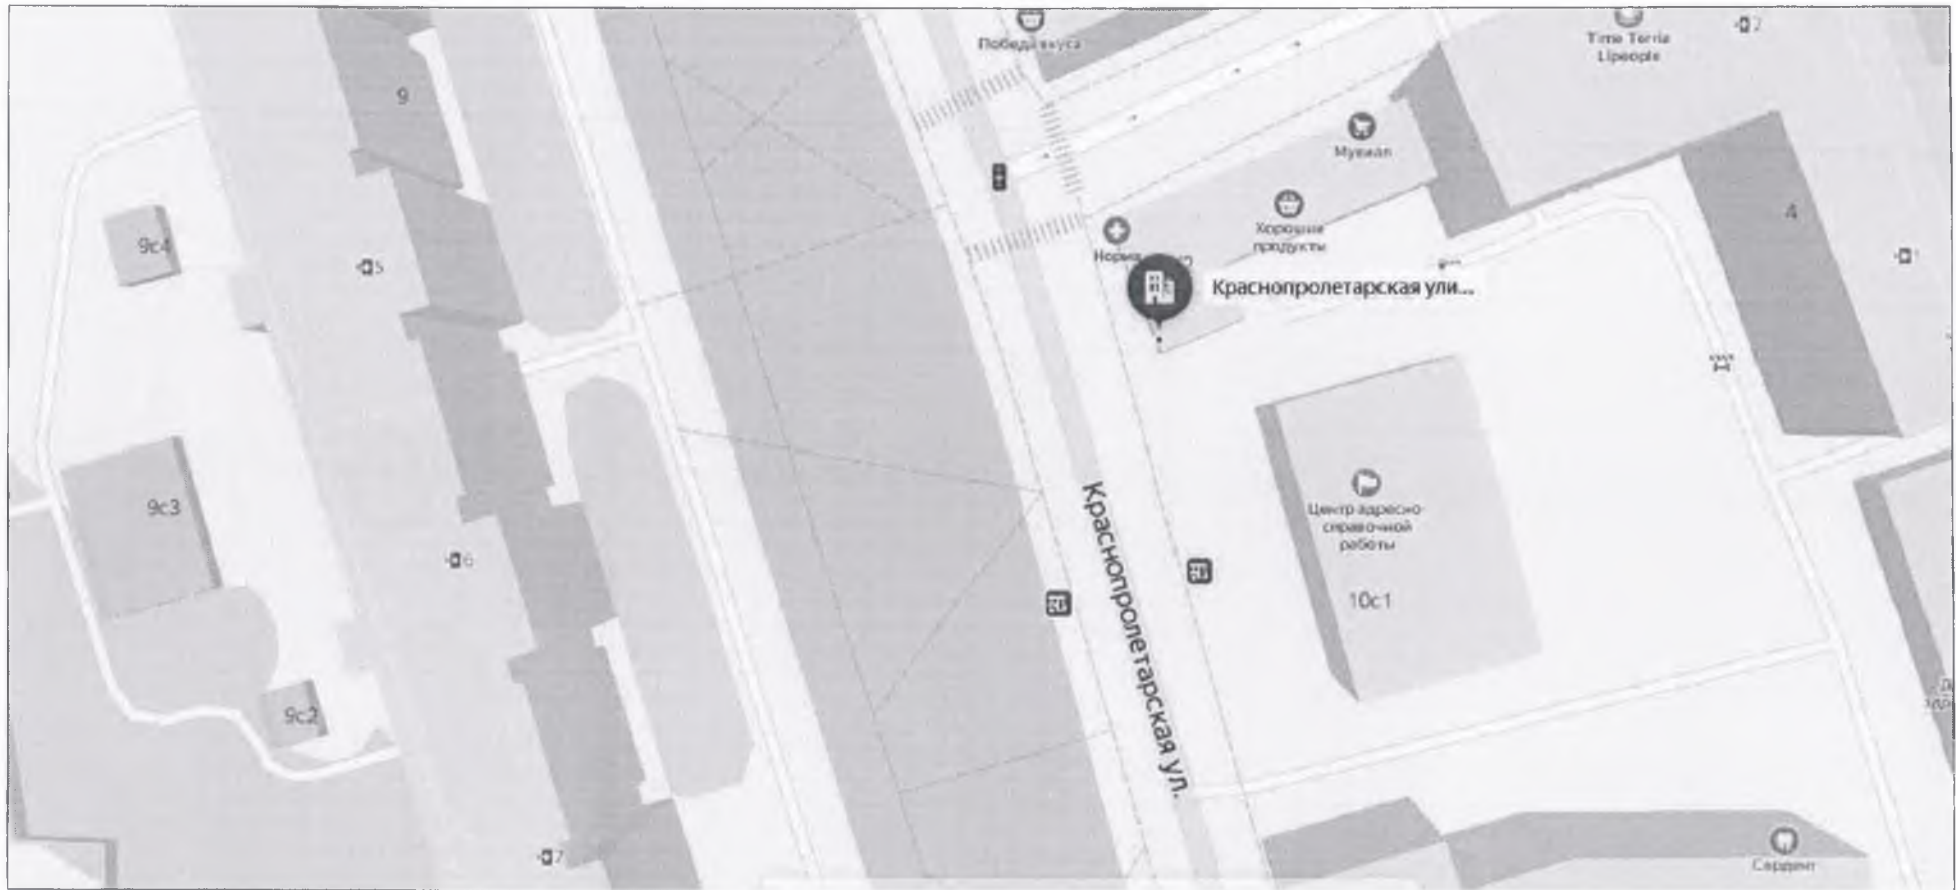 Победа вкуса
Time Terria
Lipeople
2
9
Мувиал
4
9с4
5
Хорошие
продукты
1
Краснопролетарская ули...
9с3
Центр адресно-
справочной
работы
6
10с1
Краснопролетарская ул.
9с2
7
Сардент